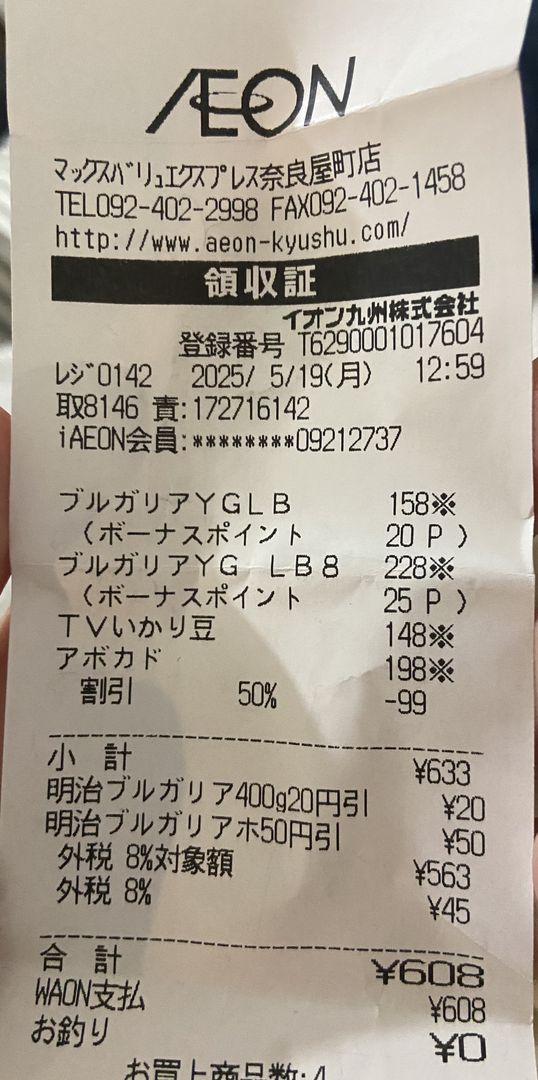 ÆON
マックスバリュエクスプレス奈良屋町店
TEL092-402-2998 FAX092-402-1458
http://www.aeon-kyushu.com/
領収証
イオン九州株式会社
登録番号 T6290001017604
レジ0142 2025/ 5/19(月) 12:59
取8146 責:172716142
iAEON会員:********09212737
ブルガリアYGLB 158※
(ボーナスポイント 20 P )
ブルガリアYG LB8 228※
(ボーナスポイント 25 P )
TVいかり豆 148※
アボカド 198※
割引 50% -99
小 計 ¥633
明治ブルガリア400g20円引 ¥20
明治ブルガリアホ50円引 ¥50
外税 8%対象額 ¥563
外税 8% ¥45
合 計 ¥608
WAON支払 ¥608
お釣り ¥0
お買上商品数:4